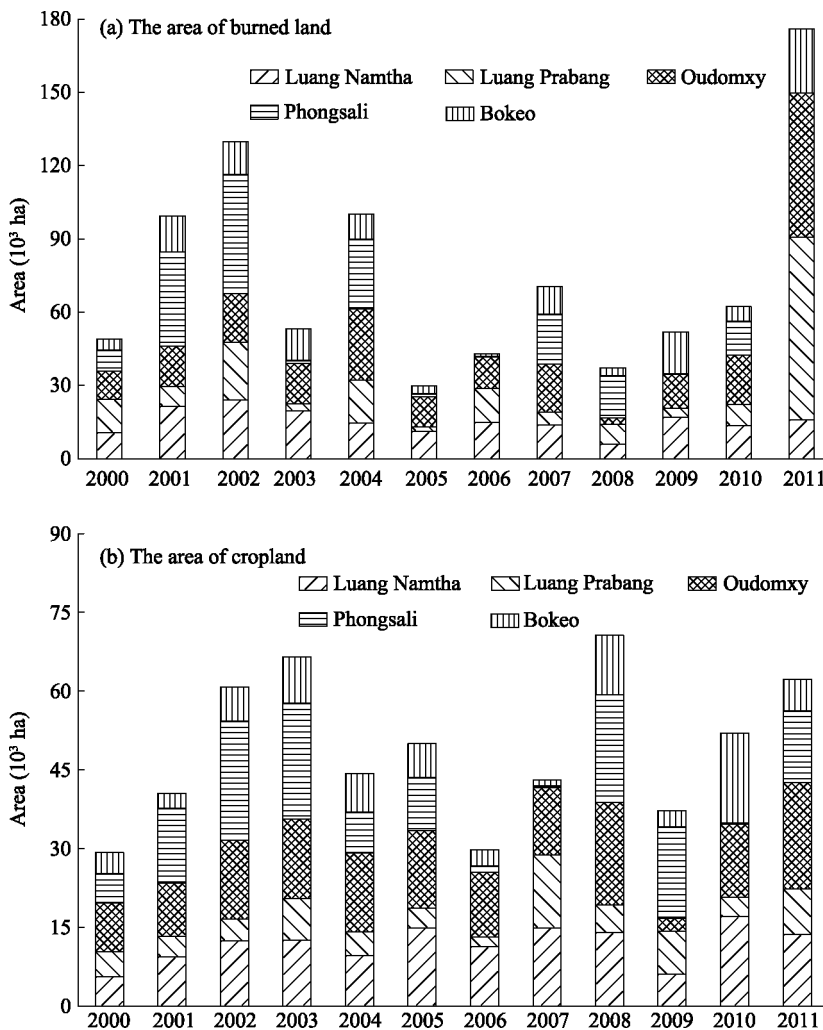 (a) The area of burned land
Luang Namtha Luang Prabang Oudomxy
Phongsali Bokeo
Area (10³ ha)
180
150
120
90
60
30
0
2000 2001 2002 2003 2004 2005 2006 2007 2008 2009 2010 2011
(b) The area of cropland
Luang Namtha Luang Prabang Oudomxy
Phongsali Bokeo
Area (10³ ha)
90
75
60
45
30
15
0
2000 2001 2002 2003 2004 2005 2006 2007 2008 2009 2010 2011